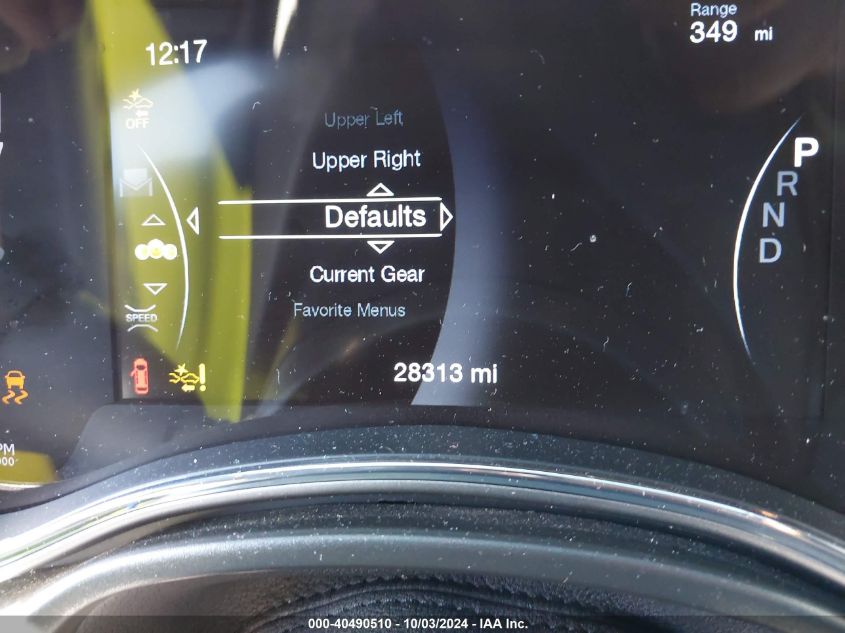 Range
349 mi
12:17
OFF
Upper Left
Upper Right
P
R
Defaults
N
D
Current Gear
SPEED
Favorite Menus
28313 mi
000-40490510 - 10/03/2024 - IAA Inc.